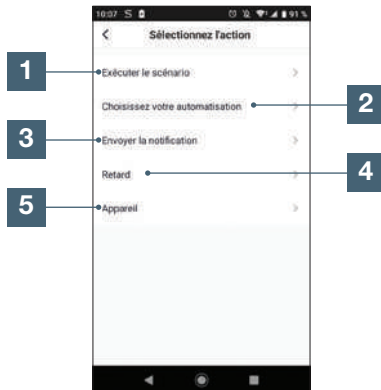 10:07 S 91 %
Sélectionnez l'action
1
Exécuter le scénario
Choisissez votre automatisation
2
3
Envoyer la notification
Retard
4
5
Appareil